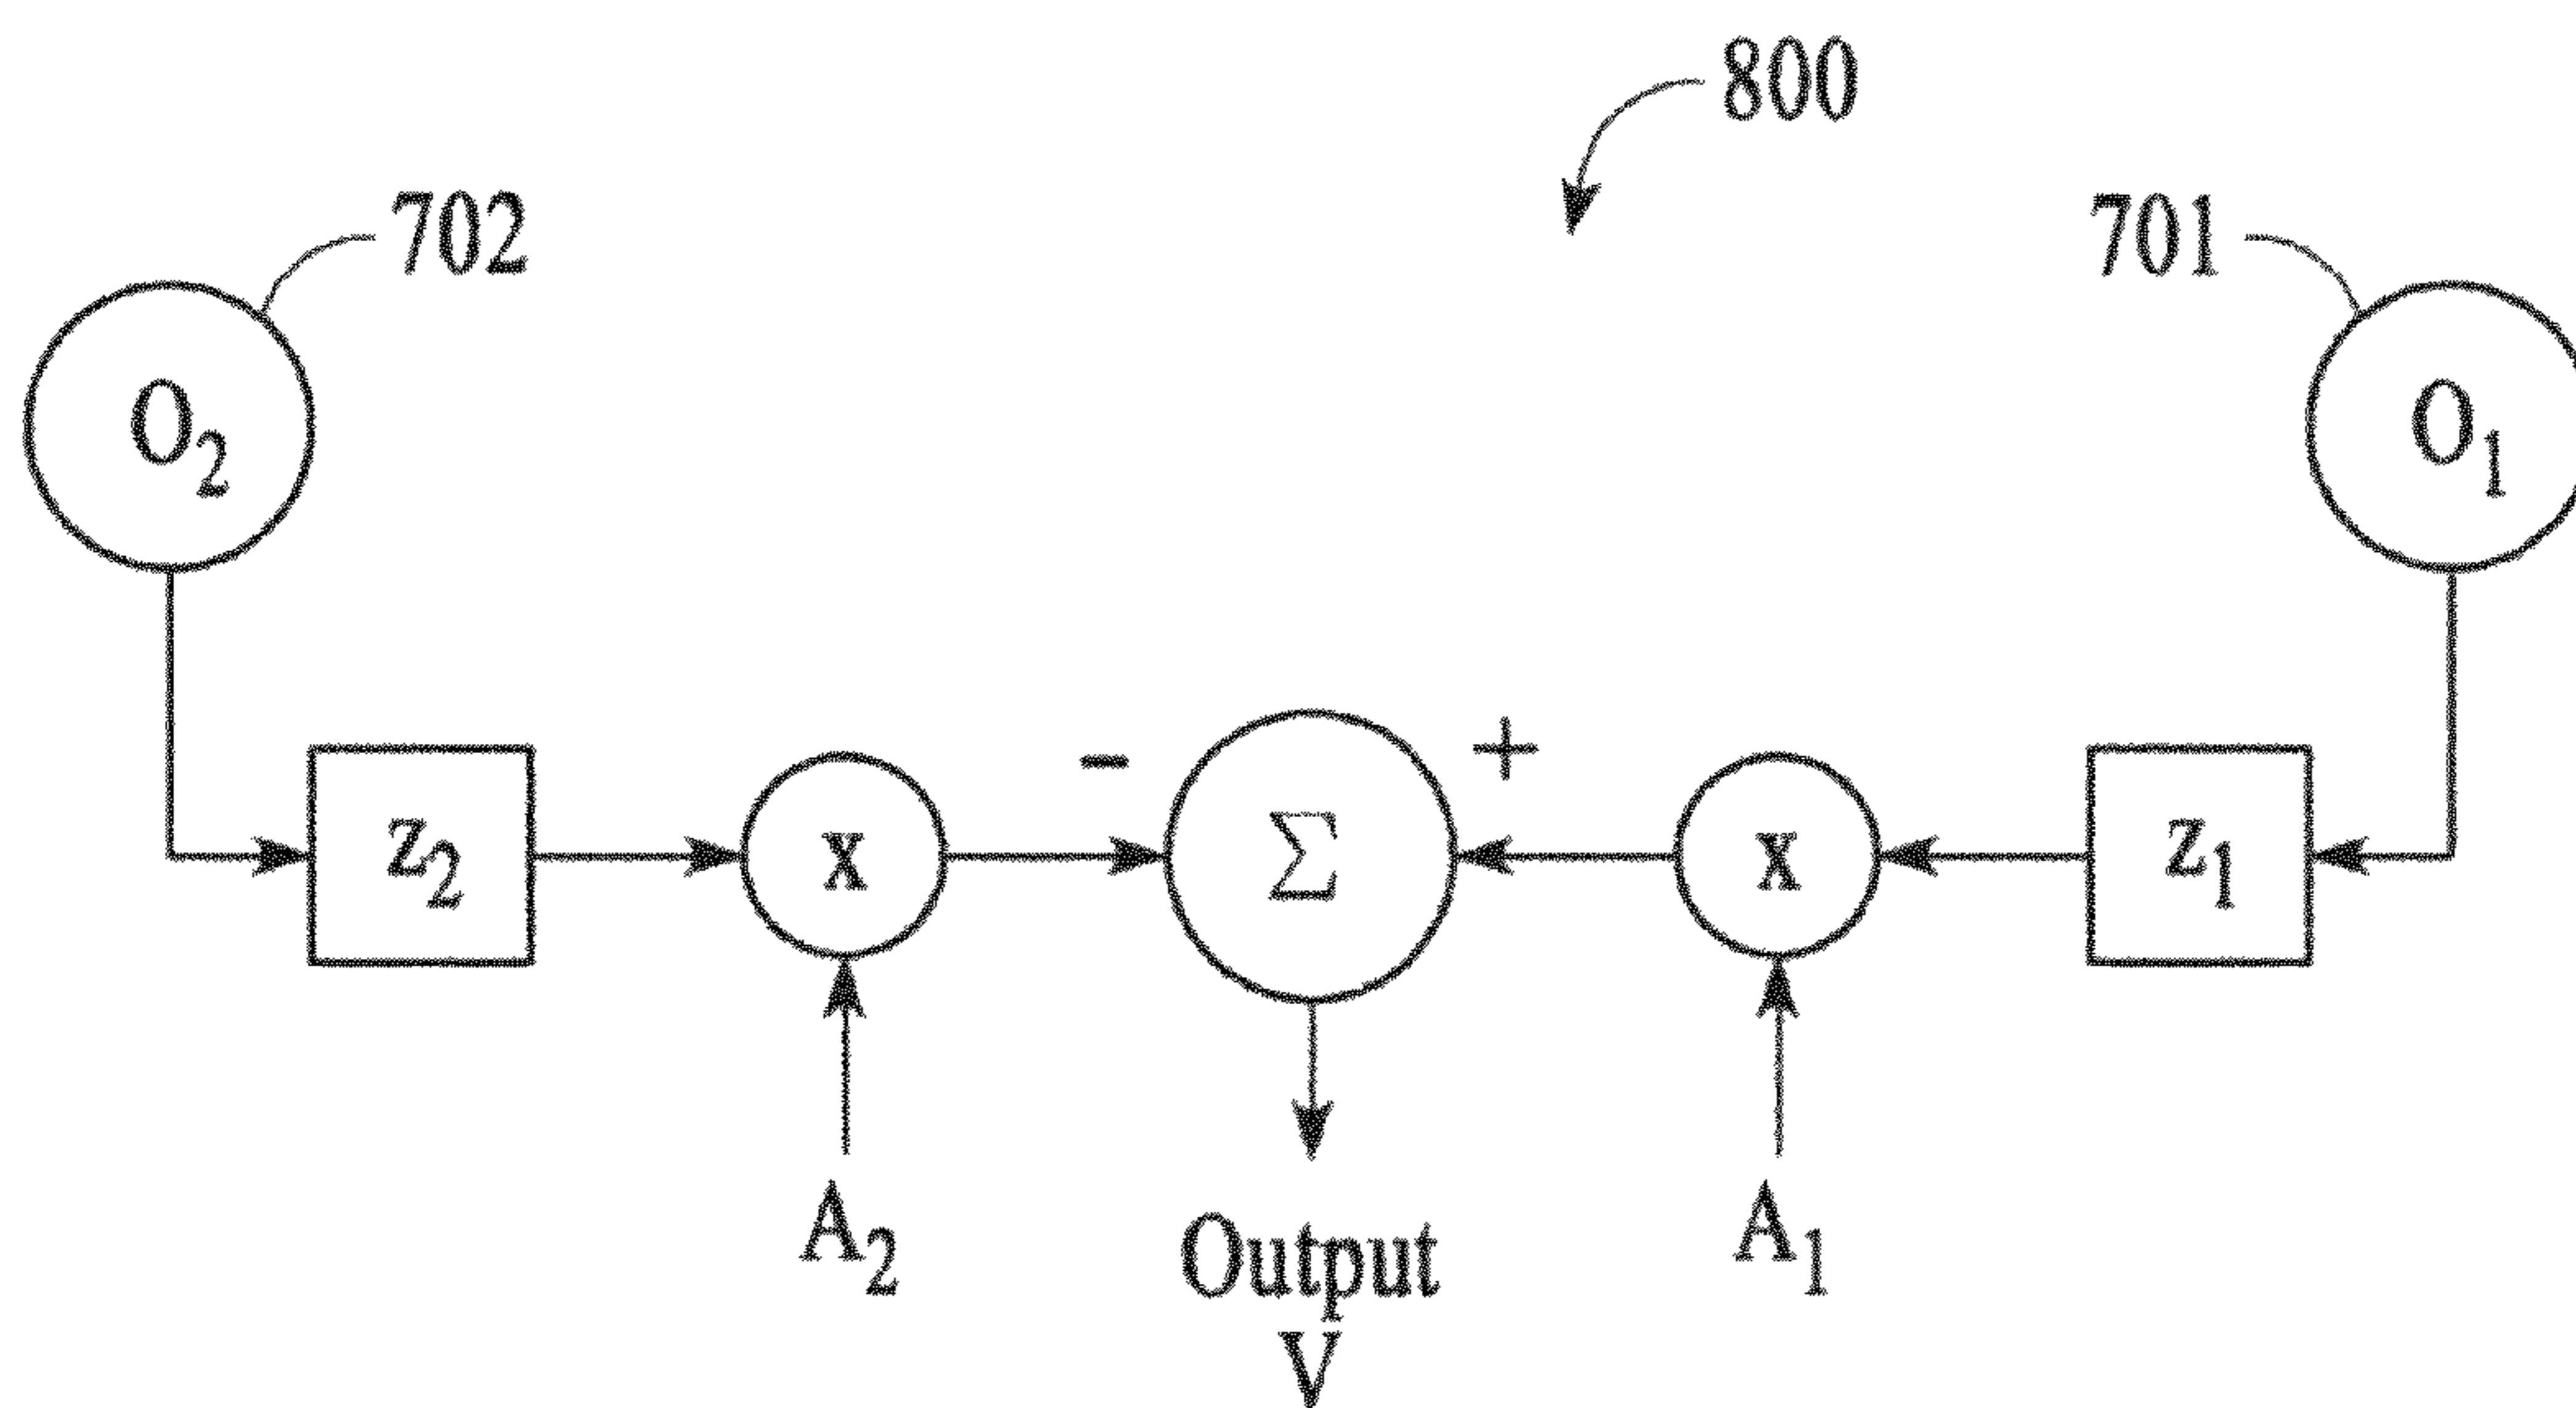 800
702
701
O₂
O₁
-
+
z₂
x
Σ
x
z₁
A₂
Output
V
A₁